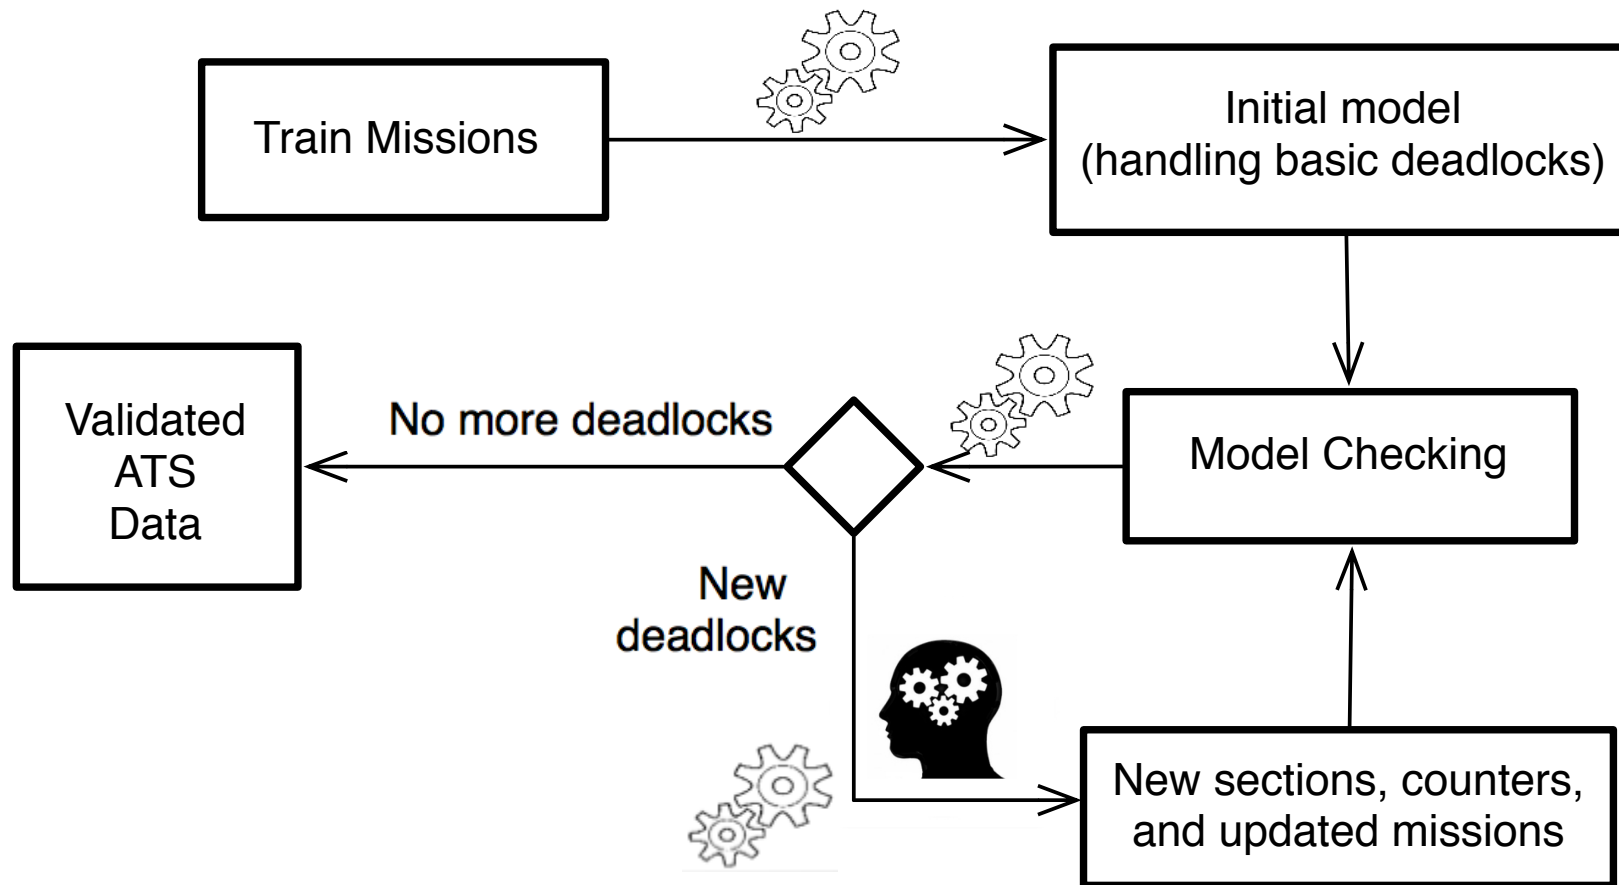 Train Missions
Initial model
(handling basic deadlocks)
Validated
ATS
Data
No more deadlocks
Model Checking
New
deadlocks
New sections, counters,
and updated missions